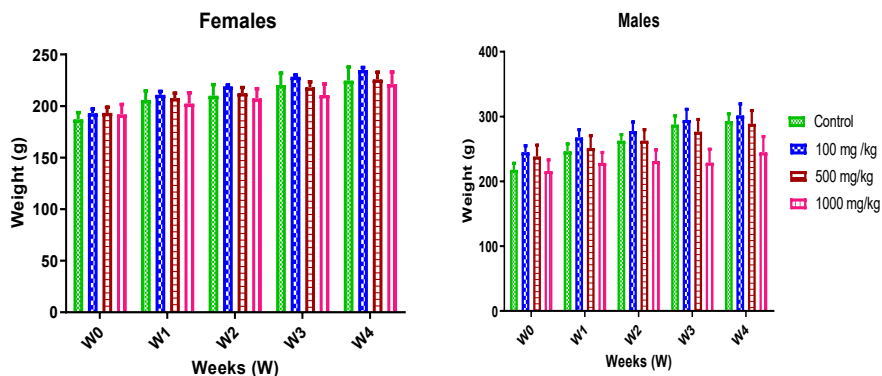 Females
Weight (g)
250
200
150
100
50
0
W0
W1
W2
W3
W4
Weeks (W)
Males
Weight (g)
400
300
200
100
0
W0
W1
W2
W3
W4
Weeks (W)
Control
100 mg /kg
500 mg/kg
1000 mg/kg